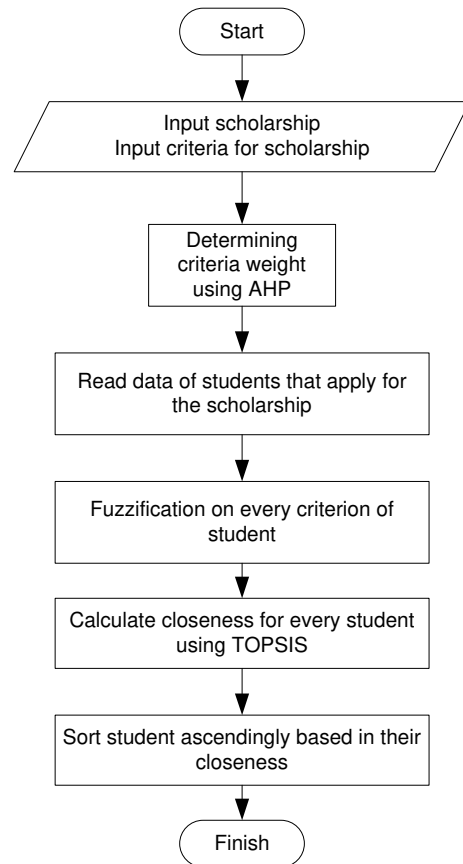 Start
Input scholarship
Input criteria for scholarship
Determining
criteria weight
using AHP
Read data of students that apply for
the scholarship
Fuzzification on every criterion of
student
Calculate closeness for every student
using TOPSIS
Sort student ascendingly based in their
closeness
Finish